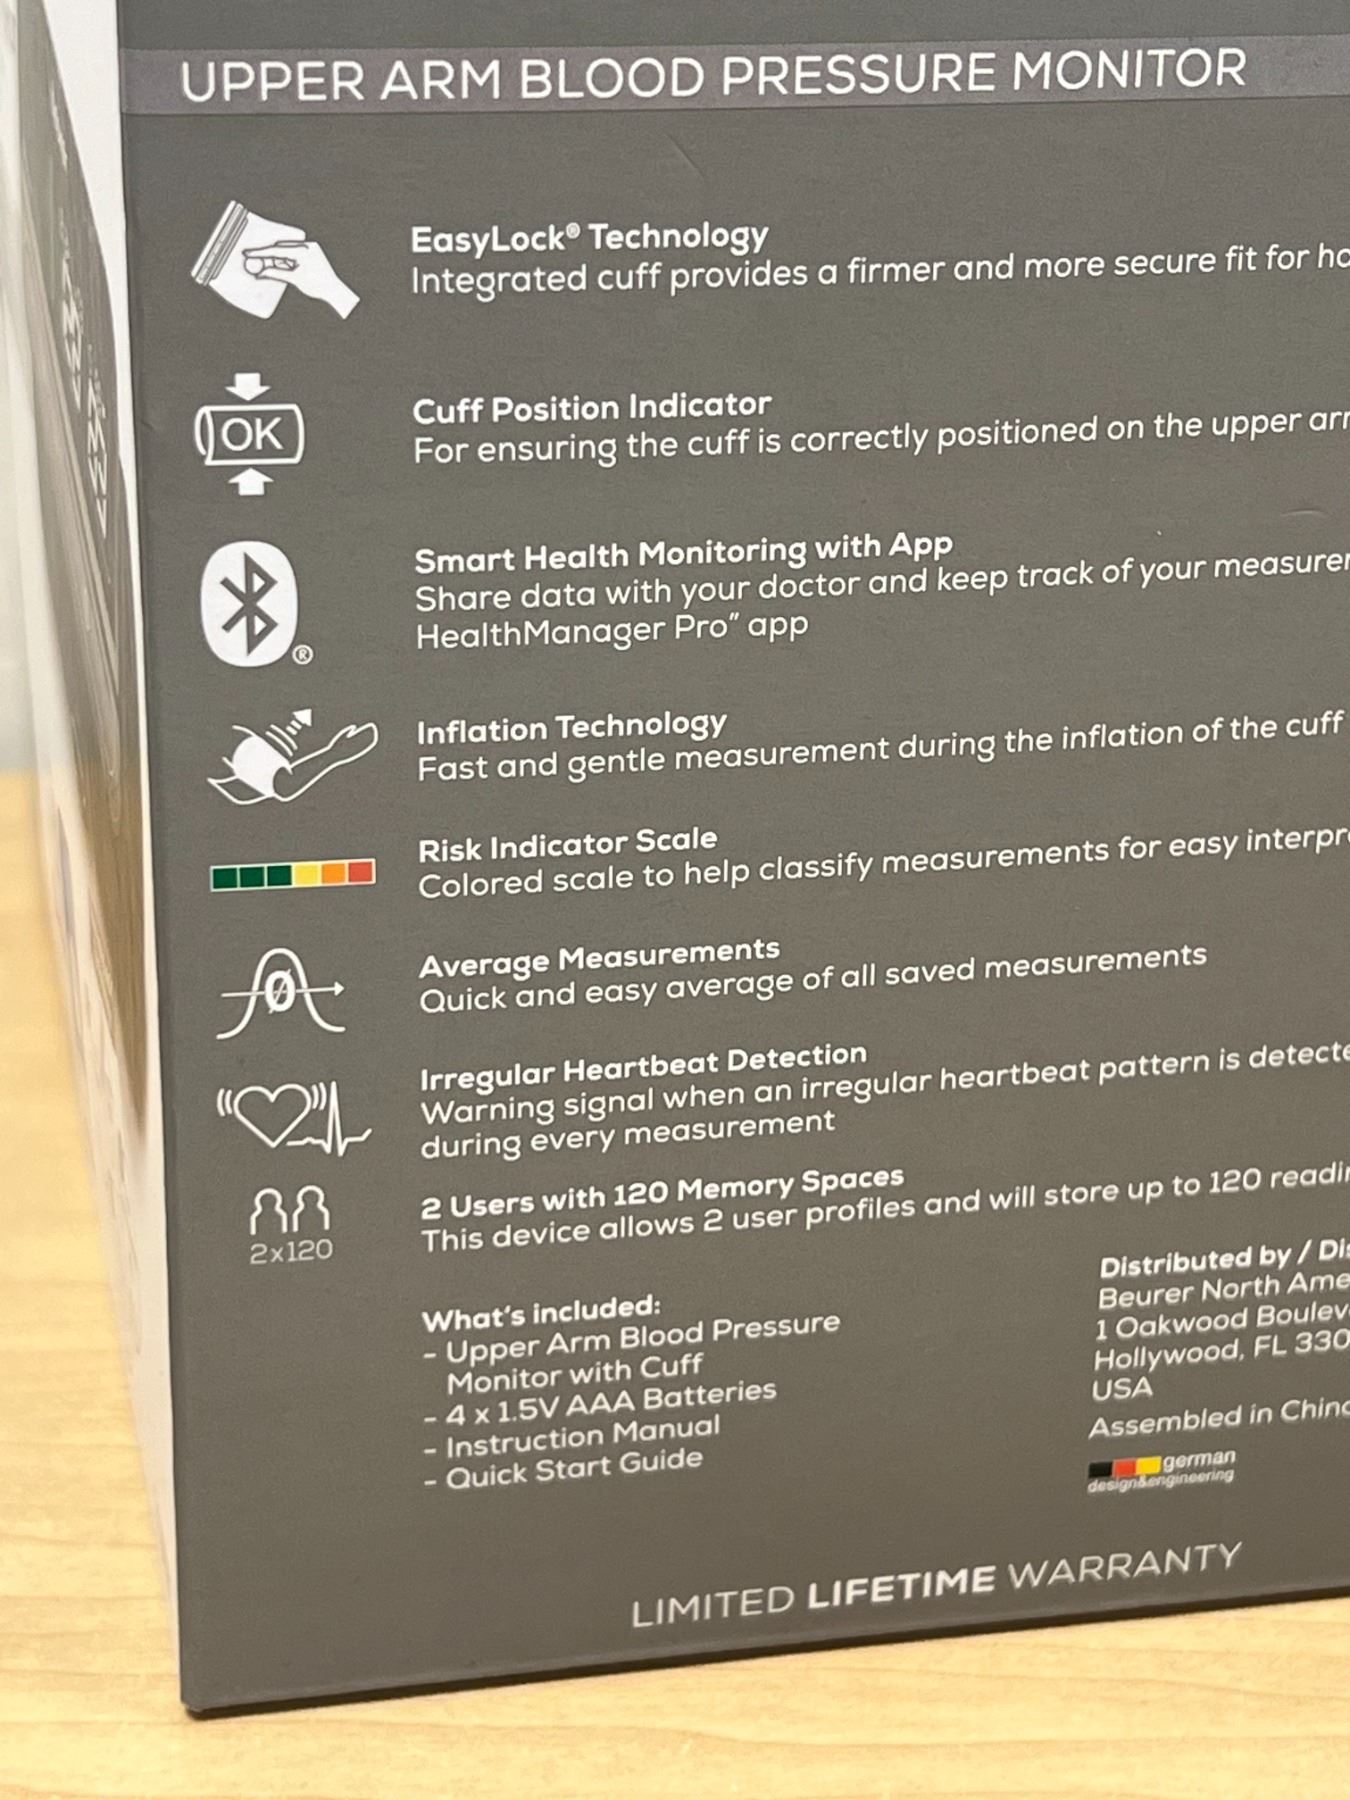 UPPER ARM BLOOD PRESSURE MONITOR
EasyLock® Technology
Integrated cuff provides a firmer and more secure fit for
OK
Cuff Position Indicator
For ensuring the cuff is correctly positioned on the upper
®
Smart Health Monitoring with App
Share data with your doctor and keep track of your
HealthManager Pro” app
Inflation Technology
Fast and gentle measurement during the inflation of the cuff
Risk Indicator Scale
Colored scale to help classify measurements for easy
Ø
Average Measurements
Quick and easy average of all saved measurements
Irregular Heartbeat Detection
Warning signal when an irregular heartbeat pattern is
during every measurement
2x120
2 Users with 120 Memory Spaces
This device allows 2 user profiles and will store up to 120
What's included:
- Upper Arm Blood Pressure
Monitor with Cuff
- 4 x 1.5V AAA Batteries
- Instruction Manual
- Quick Start Guide
Distributed by /
Beurer North
1 Oakwood
Hollywood, FL
USA
Assembled in
german
design&engineering
LIMITED LIFETIME WARRANTY